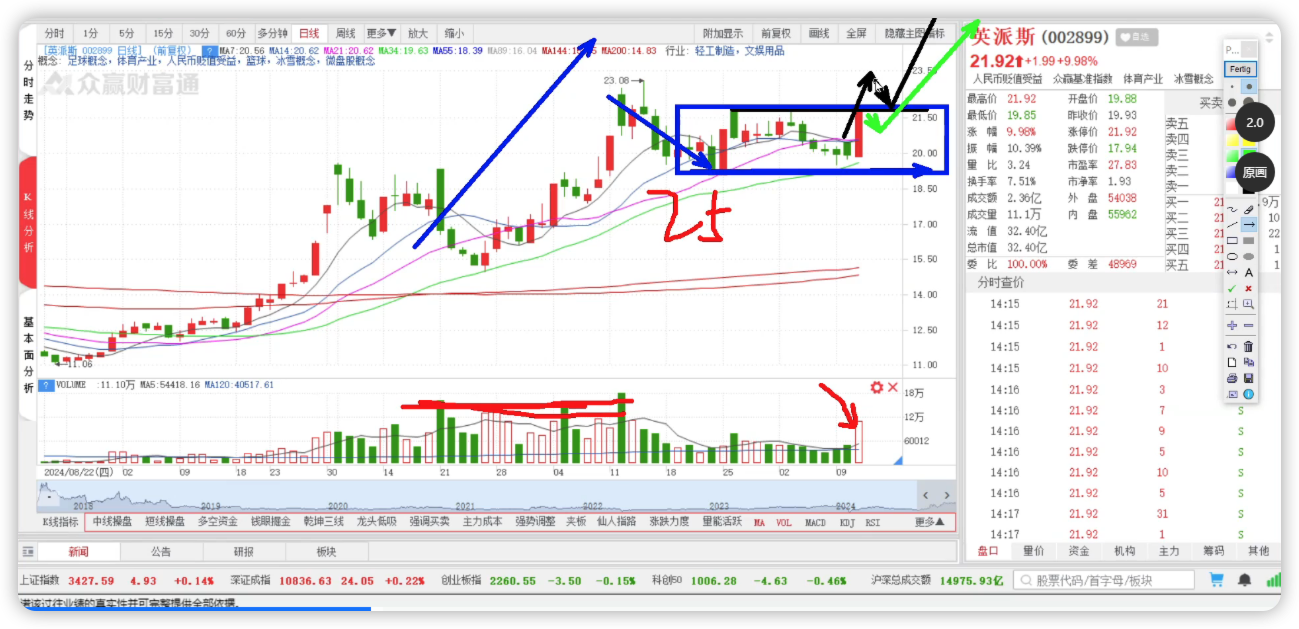 分时 1分 5分 15分 30分 60分 多分钟 日线 周线 更多▼ 放大 缩小 附加显示 前复权 画线 全屏 隐藏主图指标
[英派斯 002899 日线] (前复权) ? MA7:20.56 MA14:20.62 MA21:20.62 MA34:19.63 MA55:18.39 MA89:16.04 MA200:14.83 行业: 轻工制造, 文娱用品
概念: 足球概念, 体育产业, 人民币贬值受益, 篮球, 冰雪概念, 微盘股概念
众赢财富通
分时走势
K线分析
基本面分析
23.08
21.50
20.00
18.50
17.00
15.50
14.00
12.50
11.00
11.06
? VOLUME :11.10万 MA5:54418.16 MA120:40517.61
18万
12万
60012
2024/08/22(四) 02 09 18 23 30 14 21 28 04 11 18 25 02 09
2018 2019 2020 2021 2022 2023 2024
K线指标 中线操盘 短线操盘 多空资金 钱眼掘金 乾坤三线 龙头低吸 强调买卖 主力成本 强势调整 夹板 仙人指路 涨跌力度 量能活跃 MA VOL MACD KDJ RSI 更多▲
新闻 公告 研报 板块
英派斯 (002899) 自选
21.92 +1.99 +9.98%
人民币贬值受益 众赢基准指数 体育产业 冰雪概念
最高价 21.92 开盘价 19.88
最低价 19.85 昨收价 19.93
涨 幅 9.98% 涨停价 21.92
振 幅 10.39% 跌停价 17.94
量 比 3.24 市盈率 27.83
换手率 7.51% 市净率 1.93
成交额 2.36亿 外 盘 54038
成交量 11.1万 内 盘 55962
流 值 32.40亿
总市值 32.40亿
委 比 100.00% 委 差 48969
买卖
卖五
卖四
卖三
卖二
卖一
买一 21 9万
买二 21 10
买三 21 22
买四 21 1
买五 21 1
分时查价
14:15 21.92 21
14:15 21.92 12
14:15 21.92 1
14:15 21.92 10
14:16 21.92 3
14:16 21.92 7 S
14:16 21.92 9 S
14:16 21.92 5 S
14:16 21.92 10 S
14:16 21.92 5 S
14:17 21.92 31 S
14:17 21.92 1 S
盘口 量价 资金 机构 主力 筹码 其他
P...
Fertig
2.0
原画
A
上证指数 3427.59 4.93 +0.14% 深证成指 10836.63 24.05 +0.22% 创业板指 2260.55 -3.50 -0.15% 科创50 1006.28 -4.63 -0.46% 沪深总成交额 14975.93亿 股票代码/首字母/板块